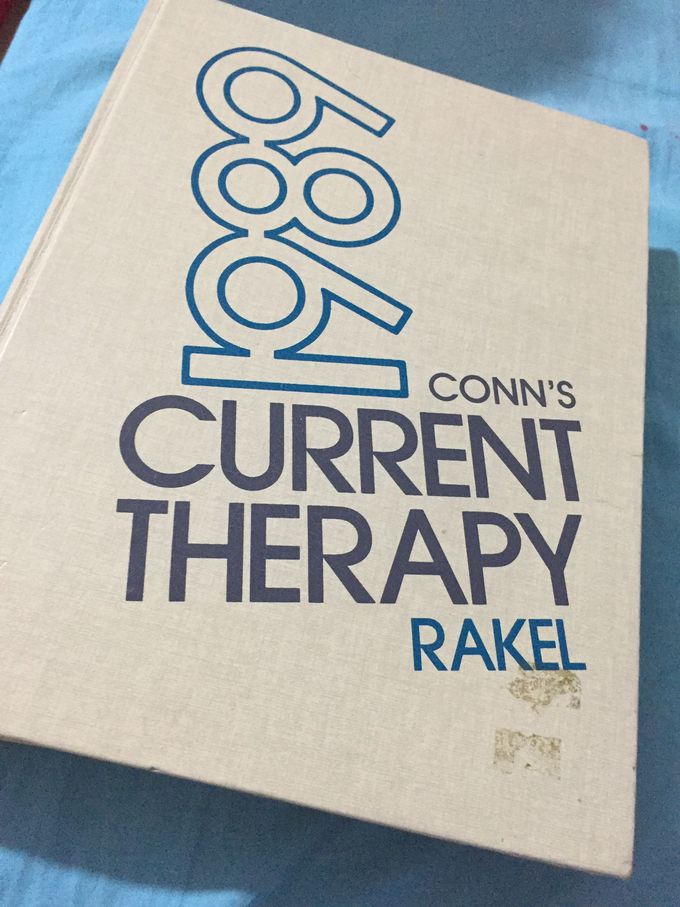 1989
CONN'S
CURRENT
THERAPY
RAKEL